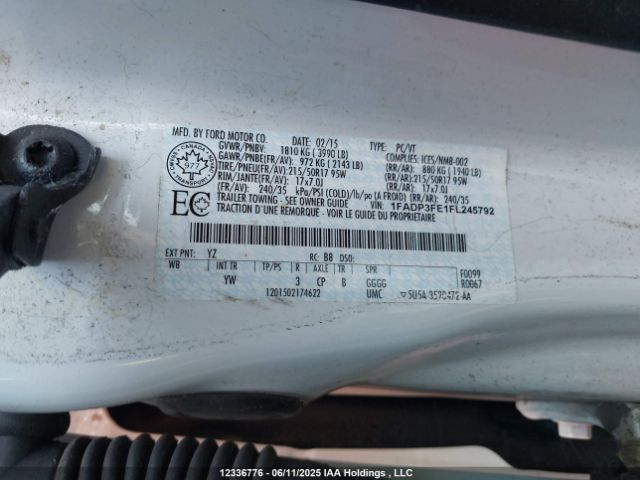 MFD. BY FORD MOTOR CO. DATE: 02/15 TYPE: PC/VT
GVWR/PNBV: 1810 KG ( 3990 LB) COMPLIES: ICES/NMB-002
GAWR/PNBE(FR/AV): 972 KG ( 2143 LB) (RR/AR): 880 KG ( 1940 LB)
TIRE/PNEU(FR/AV): 215/50R17 95W (RR/AR): 215/50R17 95W
RIM/JANTE(FR/AV): 17x7.0J (RR/AR): 17x7.0J
(FR/AV): 240/35 kPa/PSI (COLD)/lb/po (A FROID) (RR/AR): 240/35
TRAILER TOWING - SEE OWNER GUIDE VIN: 1FADP3FE1FL245792
TRACTION D'UNE REMORQUE - VOIR LE GUIDE DU PROPRIETAIRE
CANADA
977
TRANSPORT
EC
EXT PNT: YZ RC: B8 DSO:
WB INT TR TP/PS R AXLE TR SPR F0099
YW 3 CP B GGGG R0067
1201502174622 UMC
12336776 - 06/11/2025 IAA Holdings , LLC